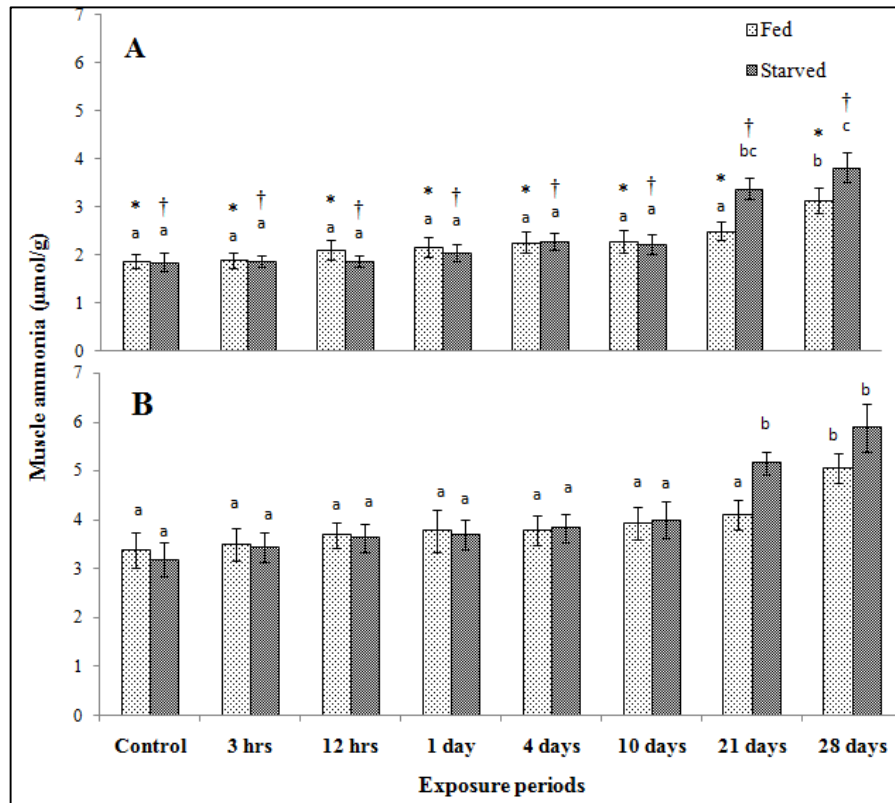 Muscle ammonia (µmol/g)
7
6
5
4
3
2
1
0
A
Fed
Starved
* † * † * † * † * † * † * † * †
a a a a a a a a a a a a a bc b c
7
6
5
4
3
2
1
0
B
a a a a a a a a a a a a a b b b
Control 3 hrs 12 hrs 1 day 4 days 10 days 21 days 28 days
Exposure periods